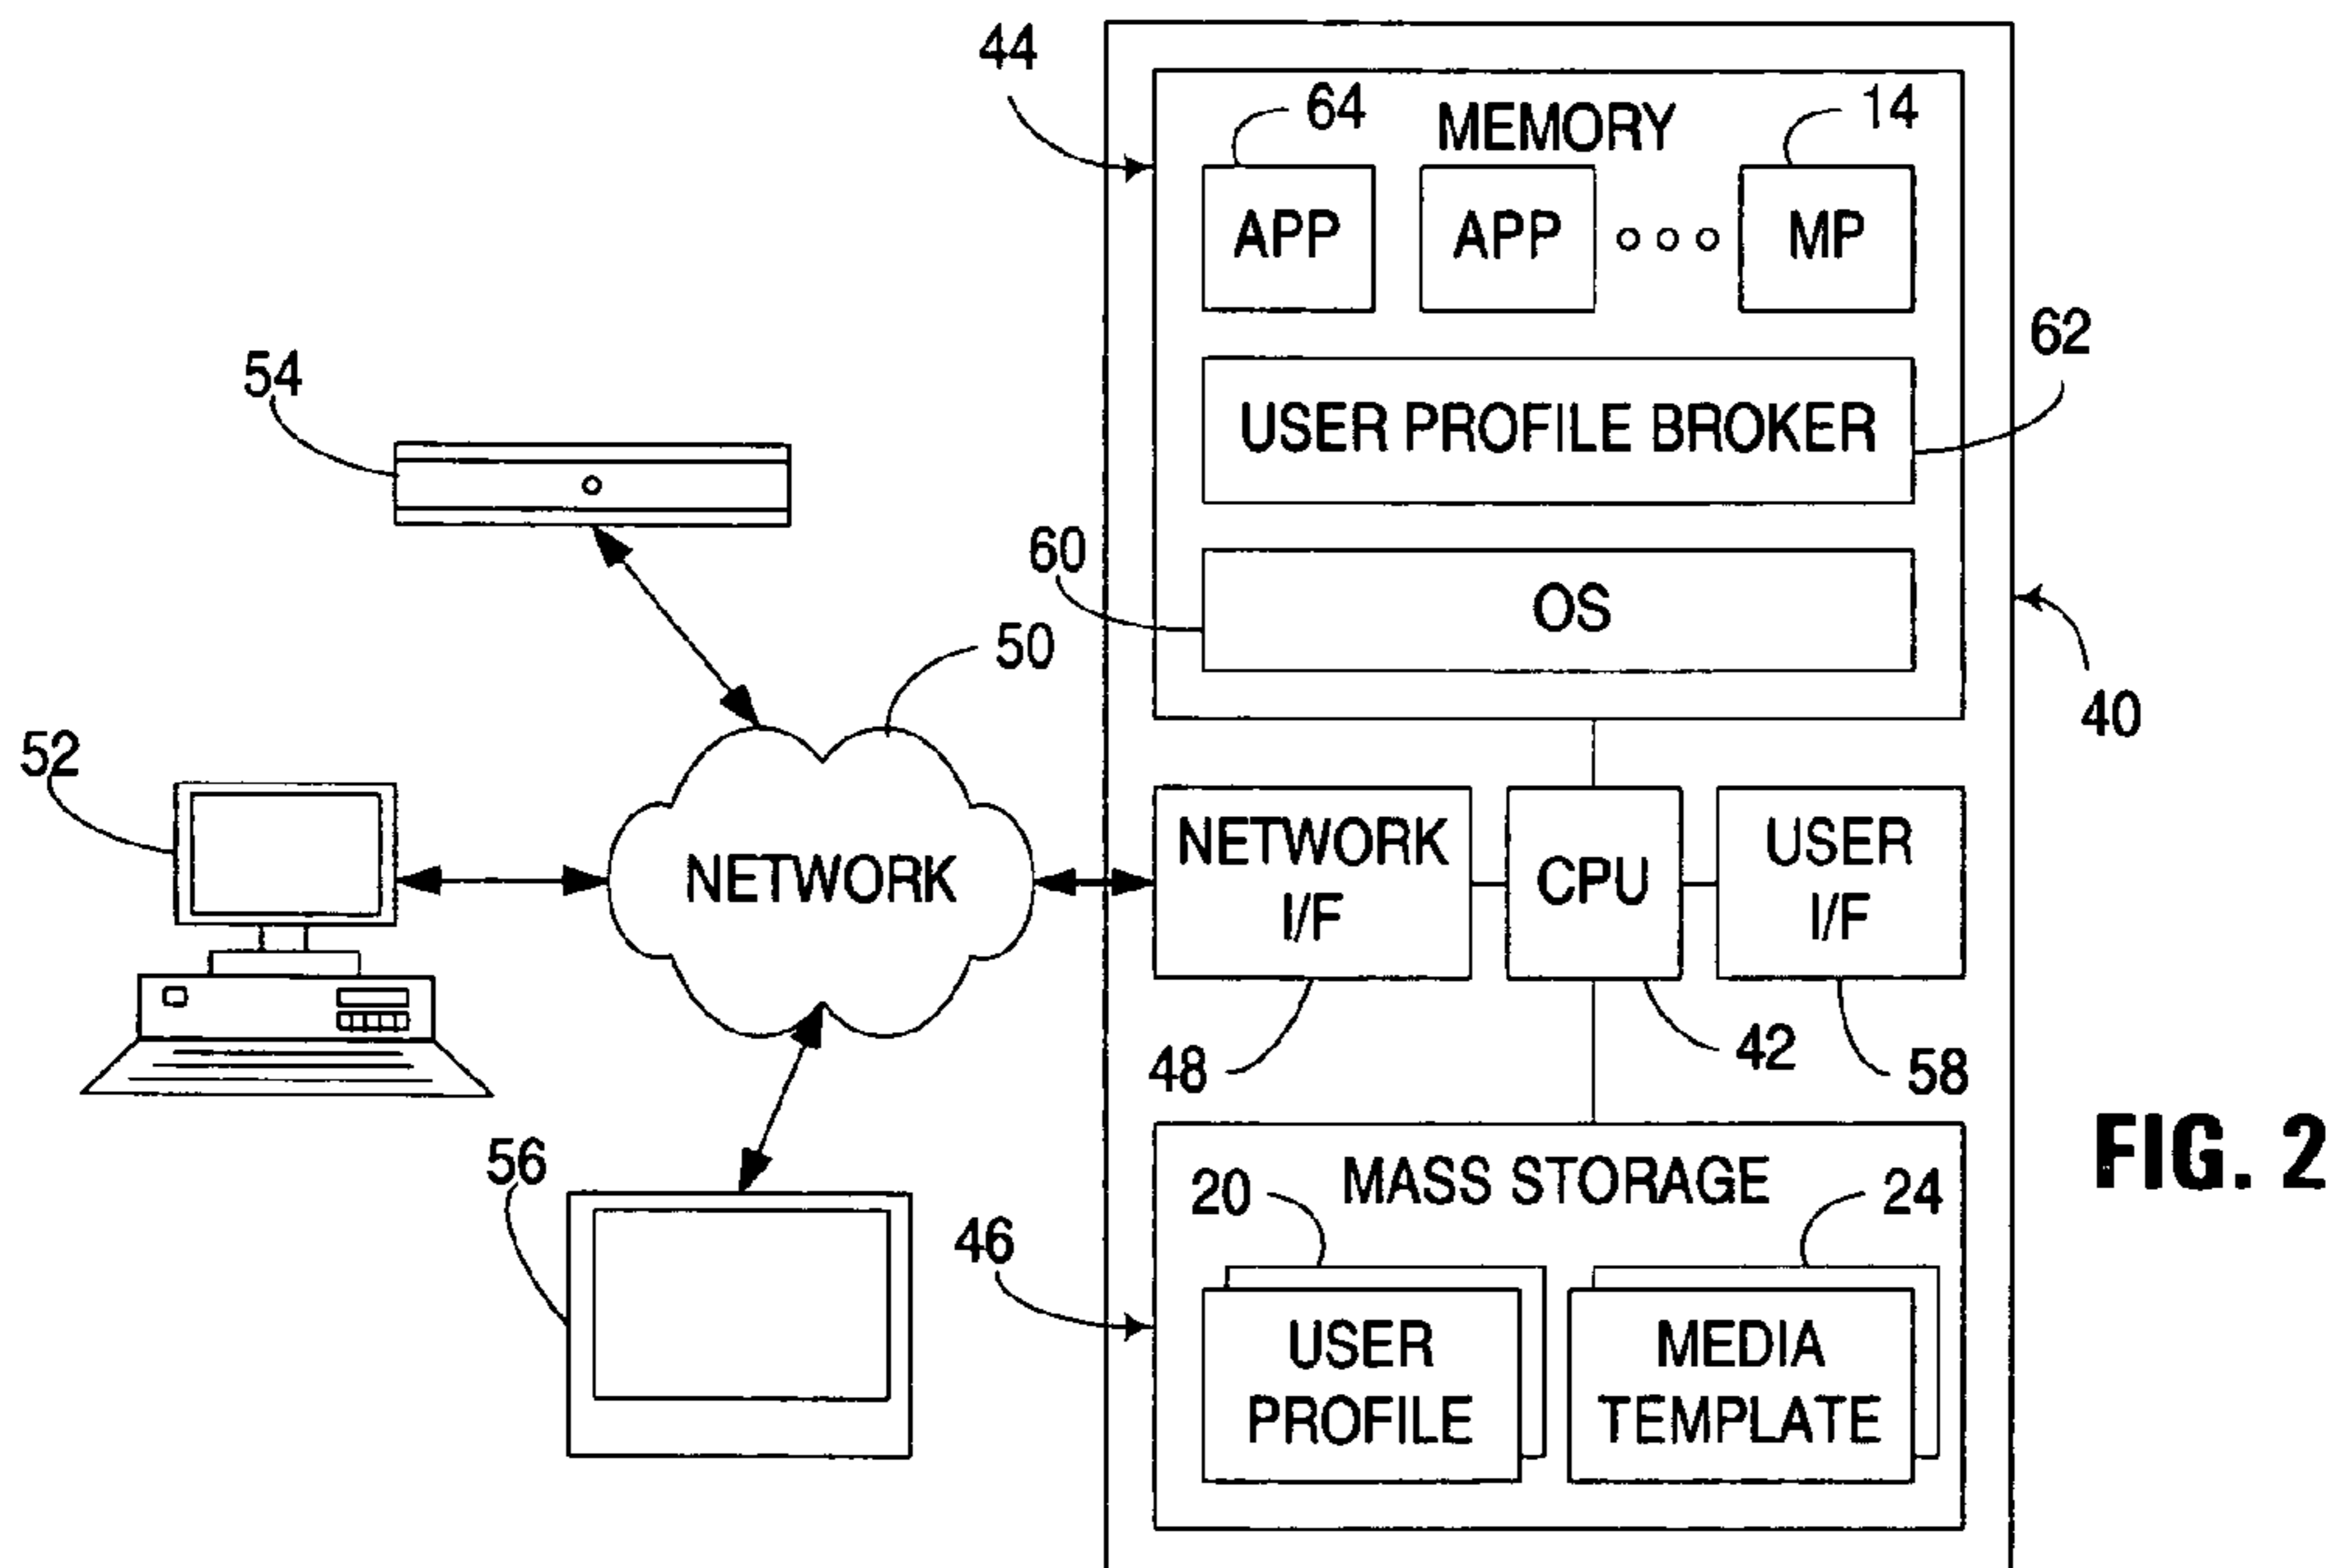 44
64
MEMORY
14
APP
APP
MP
62
54
USER PROFILE BROKER
60
OS
50
40
52
NETWORK
NETWORK
I/F
CPU
USER
I/F
48
42
58
FIG. 2
56
20
MASS STORAGE
24
46
USER
PROFILE
MEDIA
TEMPLATE